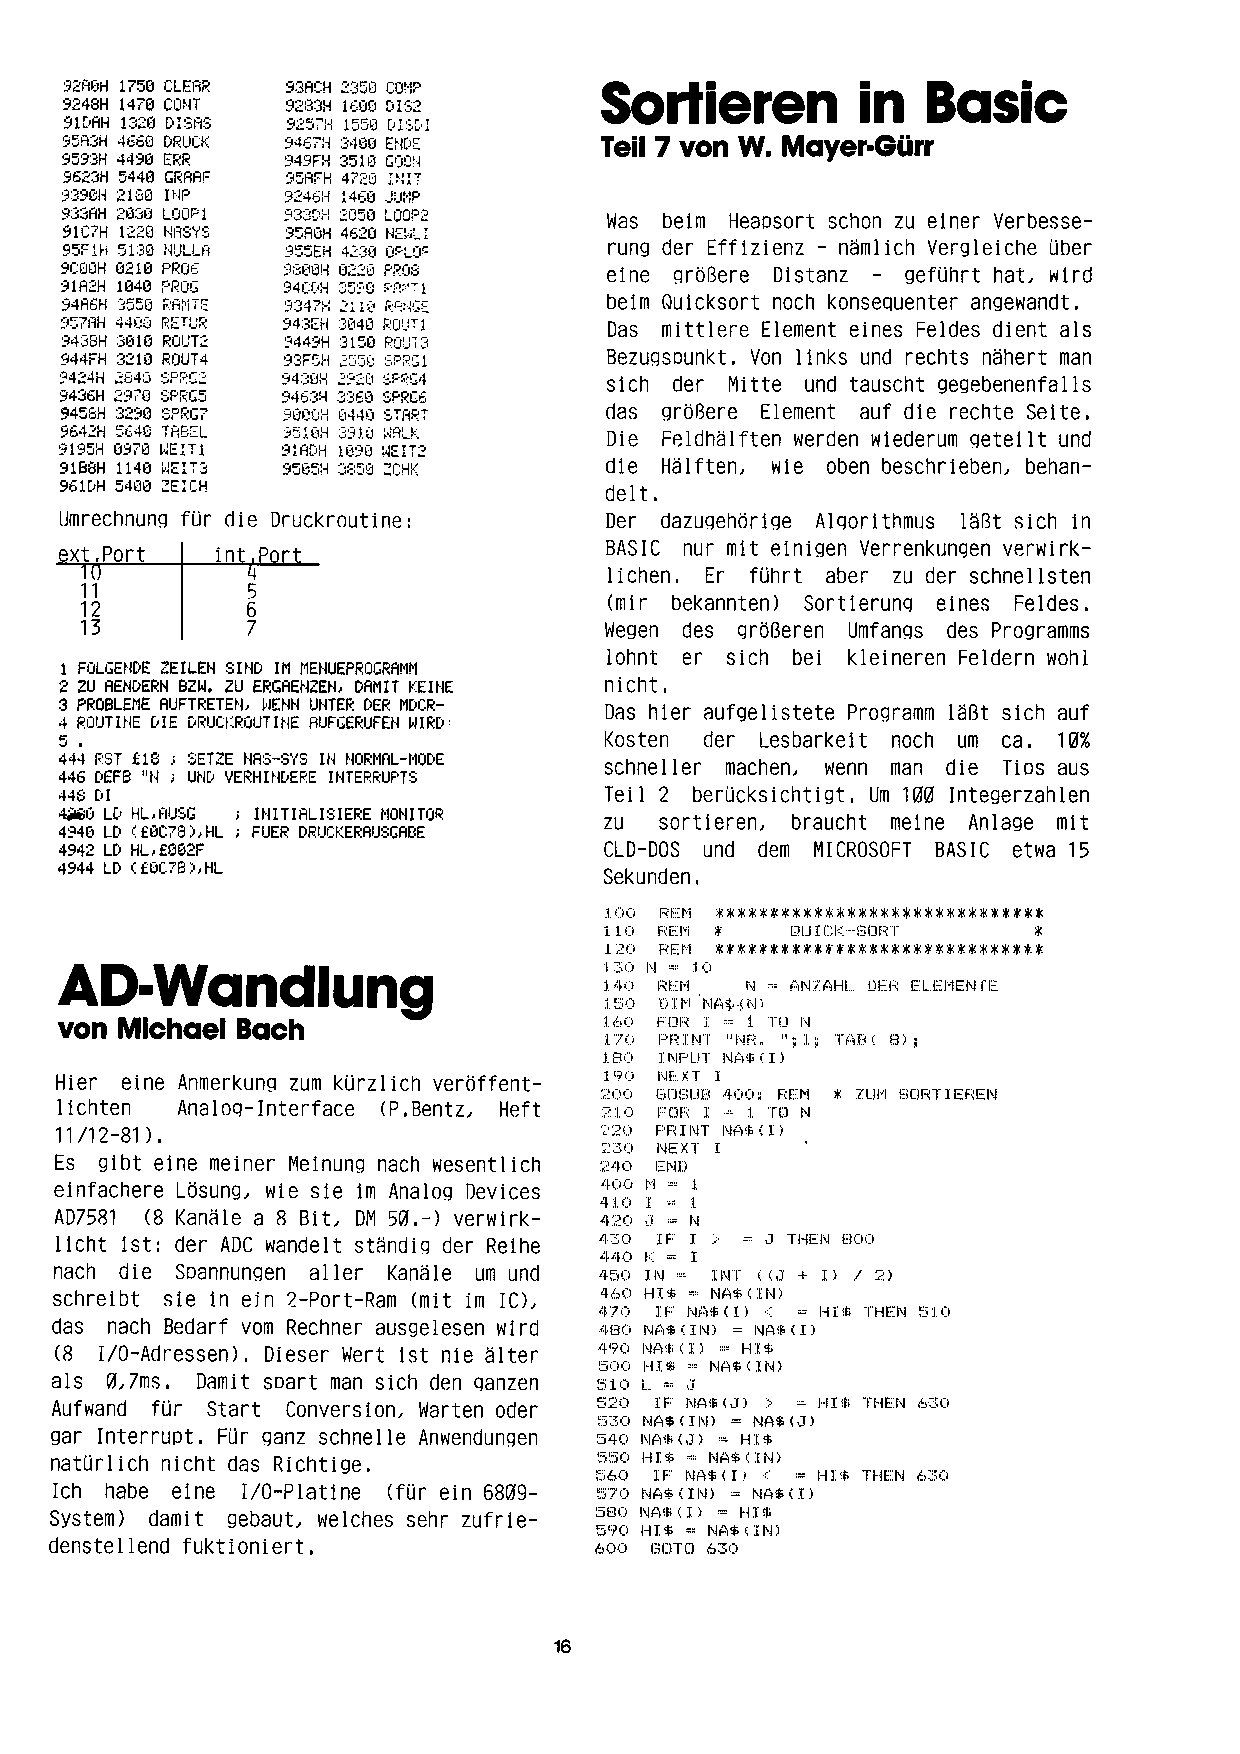 92A0H 1750 CLEAR
9248H 1470 CONT
91DAH 1320 DISAS
95A3H 4660 DRUCK
9593H 4490 ERR
9623H 5440 GRAAF
9390H 2180 INP
933AH 2030 LOOP1
91C7H 1220 NASYS
95F1H 5130 NULLA
9C00H 0210 PRO6
91A2H 1040 PROG
94A6H 3550 RAMTE
957AH 4400 RETUR
943BH 3010 ROUT2
944FH 3210 ROUT4
9424H 2840 SPRG2
9436H 2970 SPRG5
9458H 3290 SPRG7
9642H 5640 TABEL
9195H 0970 WEIT1
91B8H 1140 WEIT3
961DH 5400 ZEICH
93ACH 2350 COMP
9283H 1600 DIS2
9257H 1550 DISDI
9467H 3400 ENDE
949FH 3510 GOON
95AFH 4720 INIT
9246H 1460 JUMP
933DH 2050 LOOP2
95A0H 4620 NEWLI
955EH 4230 OFLOF
9800H 0220 PRO8
94CDH 3590
9347H 2110 RANGE
943EH 3040 ROUT1
9449H 3150 ROUT3
93F5H 2550 SPRG1
9430H 2920 SPRG4
9463H 3360 SPRG6
9000H 0440 START
9510H 3910 WALK
91ADH 1090 WEIT2
9505H 3850 ZCHK
Umrechnung für die Druckroutine:
ext.Port int.Port
10 4
11 5
12 6
13 7
1 FOLGENDE ZEILEN SIND IM MENUEPROGRAMM
2 ZU AENDERN BZW. ZU ERGAENZEN, DAMIT KEINE
3 PROBLEME AUFTRETEN, WENN UNTER DER MDCR-
4 ROUTINE DIE DRUCKROUTINE AUFGERUFEN WIRD:
5 .
444 RST £18 ; SETZE NAS-SYS IN NORMAL-MODE
446 DEFB "N ; UND VERHINDERE INTERRUPTS
448 DI
LD HL,AUSG ; INITIALISIERE MONITOR
4940 LD (£0C78),HL ; FUER DRUCKERAUSGABE
4942 LD HL,£002F
4944 LD (£0C7B),HL
AD-Wandlung
von Michael Bach
Hier eine Anmerkung zum kürzlich veröffent-
lichten Analog-Interface (P.Bentz, Heft
11/12-81).
Es gibt eine meiner Meinung nach wesentlich
einfachere Lösung, wie sie im Analog Devices
AD7581 (8 Kanäle a 8 Bit, DM 50.-) verwirk-
licht ist: der ADC wandelt ständig der Reihe
nach die Spannungen aller Kanäle um und
schreibt sie in ein 2-Port-Ram (mit im IC),
das nach Bedarf vom Rechner ausgelesen wird
(8 I/O-Adressen). Dieser Wert ist nie älter
als 0,7ms. Damit spart man sich den ganzen
Aufwand für Start Conversion, Warten oder
gar Interrupt. Für ganz schnelle Anwendungen
natürlich nicht das Richtige.
Ich habe eine I/O-Platine (für ein 6809-
System) damit gebaut, welches sehr zufrie-
denstellend fuktioniert.
Sortieren in Basic
Teil 7 von W. Mayer-Gürr
Was beim Heapsort schon zu einer Verbesse-
rung der Effizienz - nämlich Vergleiche über
eine größere Distanz - geführt hat, wird
beim Quicksort noch konsequenter angewandt.
Das mittlere Element eines Feldes dient als
Bezugspunkt. Von links und rechts nähert man
sich der Mitte und tauscht gegebenenfalls
das größere Element auf die rechte Seite.
Die Feldhälften werden wiederum geteilt und
die Hälften, wie oben beschrieben, behan-
delt.
Der dazugehörige Algorithmus läßt sich in
BASIC nur mit einigen Verrenkungen verwirk-
lichen. Er führt aber zu der schnellsten
(mir bekannten) Sortierung eines Feldes.
Wegen des größeren Umfangs des Programms
lohnt er sich bei kleineren Feldern wohl
nicht.
Das hier aufgelistete Programm läßt sich auf
Kosten der Lesbarkeit noch um ca. 10%
schneller machen, wenn man die Tips aus
Teil 2 berücksichtigt. Um 100 Integerzahlen
zu sortieren, braucht meine Anlage mit
CLD-DOS und dem MICROSOFT BASIC etwa 15
Sekunden.
100 REM ******************************
110 REM * QUICK-SORT *
120 REM ******************************
130 N = 10
140 REM N = ANZAHL DER ELEMENTE
150 DIM NA$(N)
160 FOR I = 1 TO N
170 PRINT "NR. ";I; TAB( 8);
180 INPUT NA$(I)
190 NEXT I
200 GOSUB 400: REM * ZUM SORTIEREN
210 FOR I = 1 TO N
220 PRINT NA$(I)
230 NEXT I
240 END
400 M = 1
410 I = 1
420 J = N
430 IF I > = J THEN 800
440 K = I
450 IN = INT ((J + I) / 2)
460 HI$ = NA$(IN)
470 IF NA$(I) < = HI$ THEN 510
480 NA$(IN) = NA$(I)
490 NA$(I) = HI$
500 HI$ = NA$(IN)
510 L = J
520 IF NA$(J) > = HI$ THEN 630
530 NA$(IN) = NA$(J)
540 NA$(J) = HI$
550 HI$ = NA$(IN)
560 IF NA$(I) < = HI$ THEN 630
570 NA$(IN) = NA$(I)
580 NA$(I) = HI$
590 HI$ = NA$(IN)
600 GOTO 630
16